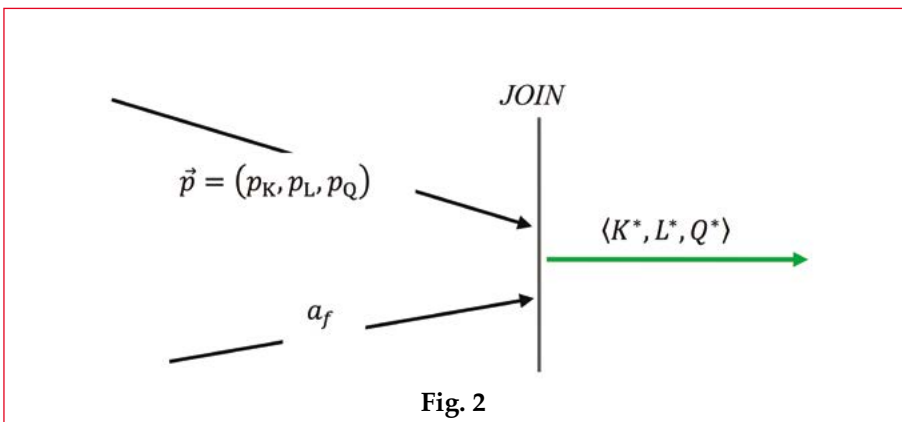 JOIN
p⃗ = (p_K, p_L, p_Q)
⟨K*, L*, Q*⟩
a_f
Fig. 2